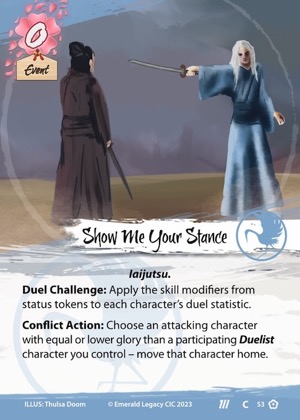 0
Event
Show Me Your Stance
Iaijutsu.
Duel Challenge: Apply the skill modifiers from
status tokens to each character's duel statistic.
Conflict Action: Choose an attacking character
with equal or lower glory than a participating Duelist
character you control – move that character home.
ILLUS: Thulsa Doom
© Emerald Legacy CIC 2023
C
53